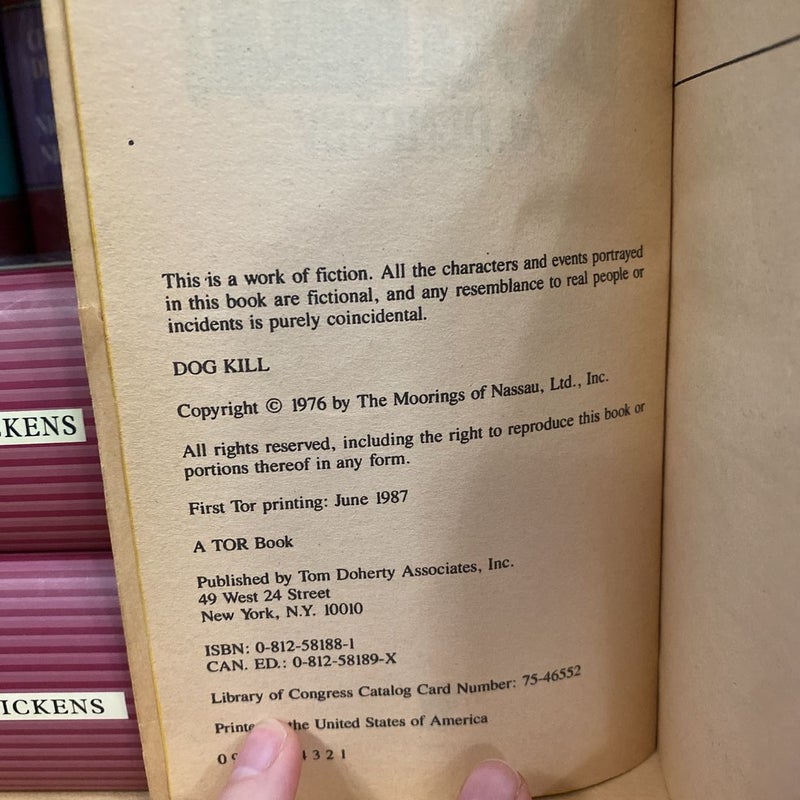 This is a work of fiction. All the characters and events portrayed
in this book are fictional, and any resemblance to real people or
incidents is purely coincidental.
DOG KILL
Copyright © 1976 by The Moorings of Nassau, Ltd., Inc.
All rights reserved, including the right to reproduce this book or
portions thereof in any form.
First Tor printing: June 1987
A TOR Book
Published by Tom Doherty Associates, Inc.
49 West 24 Street
New York, N.Y. 10010
ISBN: 0-812-58188-1
CAN. ED.: 0-812-58189-X
Library of Congress Catalog Card Number: 75-46552
Printe the United States of America
0 9 4 3 2 1
CKENS
ICKENS